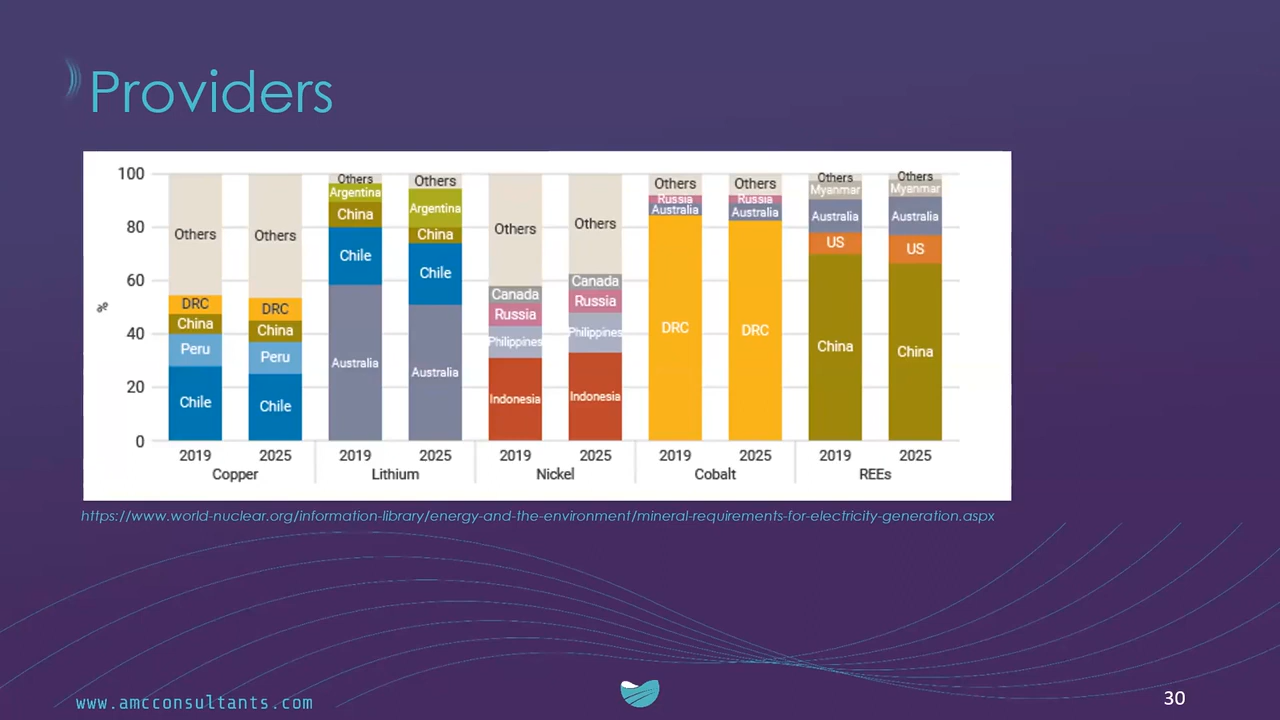 Providers
100
80
60
40
20
0
%
Others
DRC
China
Peru
Chile
Others
DRC
China
Peru
Chile
Others
Argentina
China
Chile
Australia
Others
Argentina
China
Chile
Australia
Others
Canada
Russia
Philippines
Indonesia
Others
Canada
Russia
Philippines
Indonesia
Others
Russia
Australia
DRC
Others
Russia
Australia
DRC
Others
Myanmar
Australia
US
China
Others
Myanmar
Australia
US
China
2019 2025 2019 2025 2019 2025 2019 2025 2019 2025
Copper Lithium Nickel Cobalt REEs
https://www.world-nuclear.org/information-library/energy-and-the-environment/mineral-requirements-for-electricity-generation.aspx
www.amcconsultants.com
30